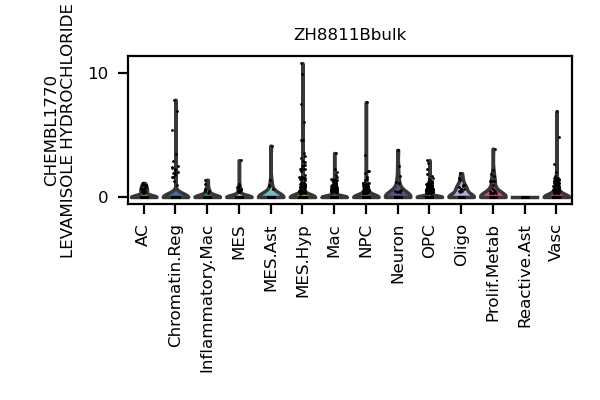 ZH8811Bbulk
CHEMBL1770
LEVAMISOLE HYDROCHLORIDE
10
0
AC
Chromatin.Reg
Inflammatory.Mac
MES
MES.Ast
MES.Hyp
Mac
NPC
Neuron
OPC
Oligo
Prolif.Metab
Reactive.Ast
Vasc